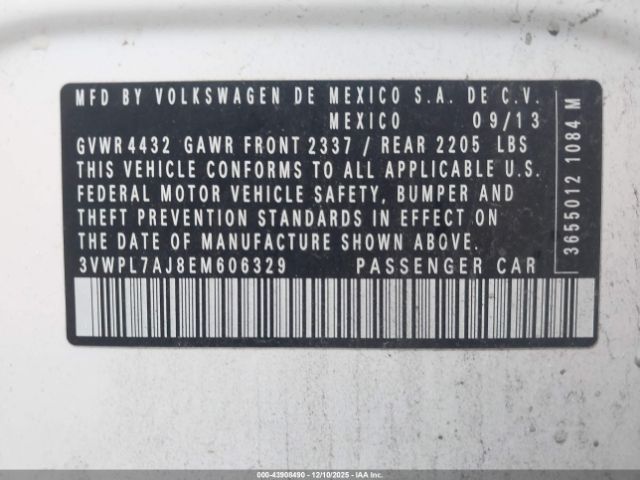 MFD BY VOLKSWAGEN DE MEXICO S.A. DE C.V.
MEXICO 09/13
GVWR 4432 GAWR FRONT 2337 / REAR 2205 LBS
THIS VEHICLE CONFORMS TO ALL APPLICABLE U.S.
FEDERAL MOTOR VEHICLE SAFETY, BUMPER AND
THEFT PREVENTION STANDARDS IN EFFECT ON
THE DATE OF MANUFACTURE SHOWN ABOVE.
3VWPL7AJ8EM606329 PASSENGER CAR
3655012 1084 M
000-43908490 - 12/10/2025 - IAAI.COM